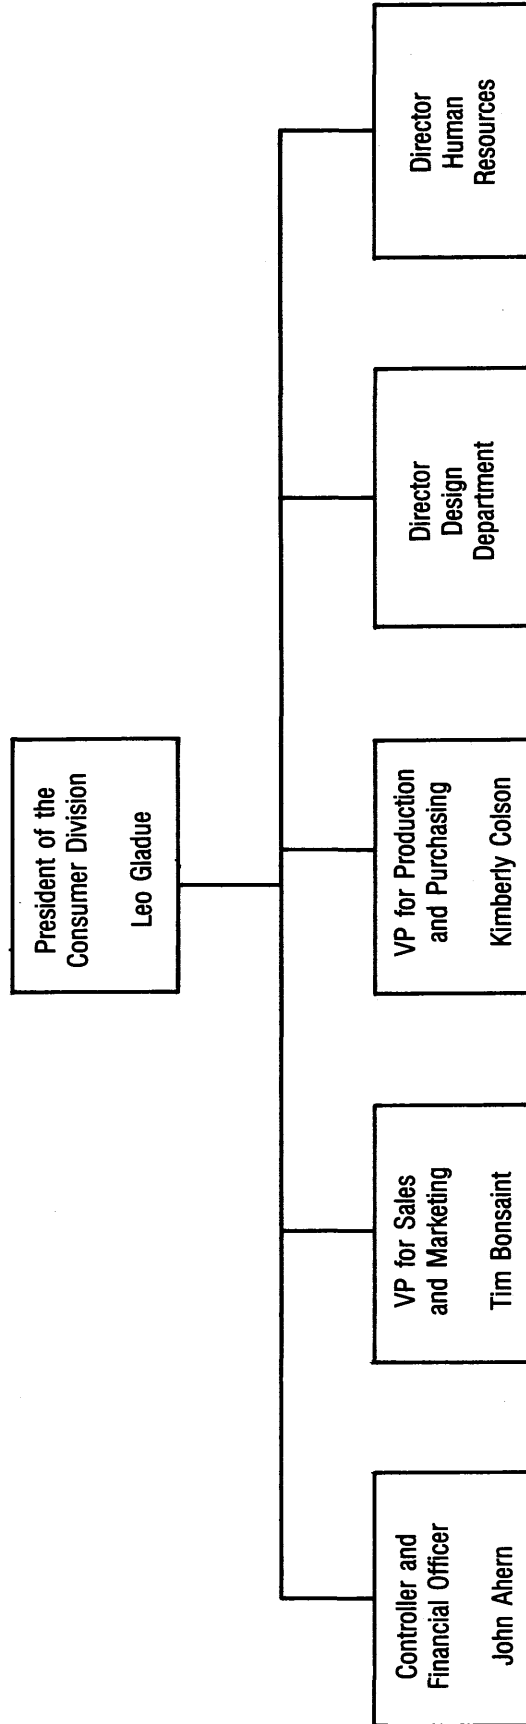 President of the
Consumer Division
Leo Gladue
Controller and
Financial Officer
John Ahern
VP for Sales
and Marketing
Tim Bonsaint
VP for Production
and Purchasing
Kimberly Colson
Director
Design
Department
Director
Human
Resources